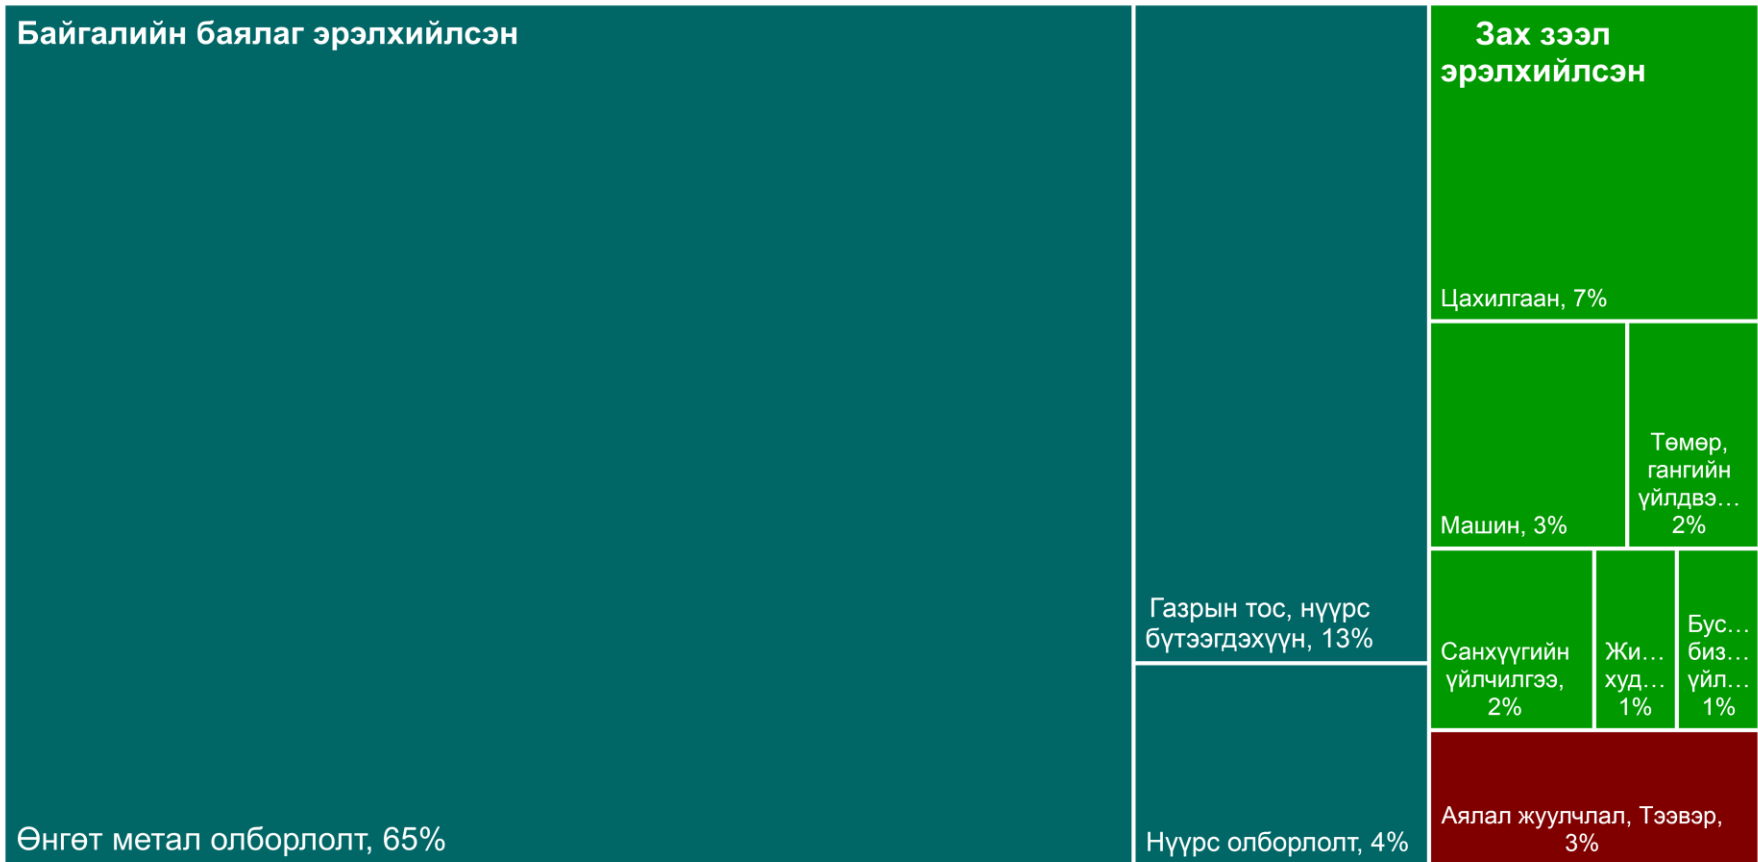 Байгалийн баялаг эрэлхийлсэн
Өнгөт метал олборлолт, 65%
Газрын тос, нүүрс
бүтээгдэхүүн, 13%
Нүүрс олборлолт, 4%
Зах зээл
эрэлхийлсэн
Цахилгаан, 7%
Машин, 3%
Төмөр,
гангийн
үйлдвэ...
2%
Санхүүгийн
үйлчилгээ,
2%
Жи...
худ...
1%
Бус...
биз...
үйл...
1%
Аялал жуулчлал, Тээвэр,
3%